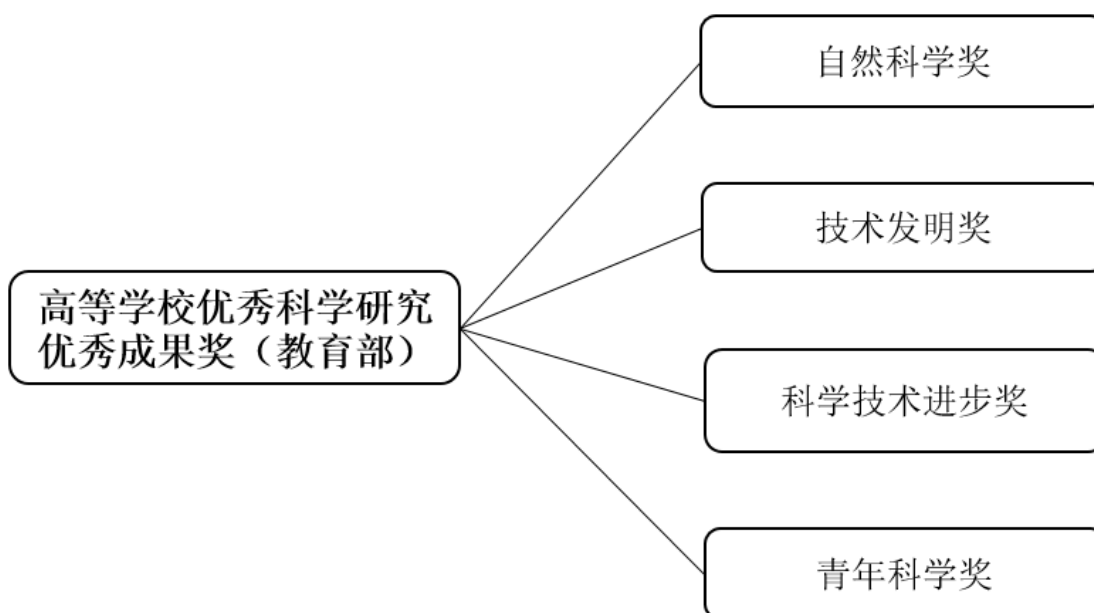 高等学校优秀科学研究
优秀成果奖（教育部）
自然科学奖
技术发明奖
科学技术进步奖
青年科学奖